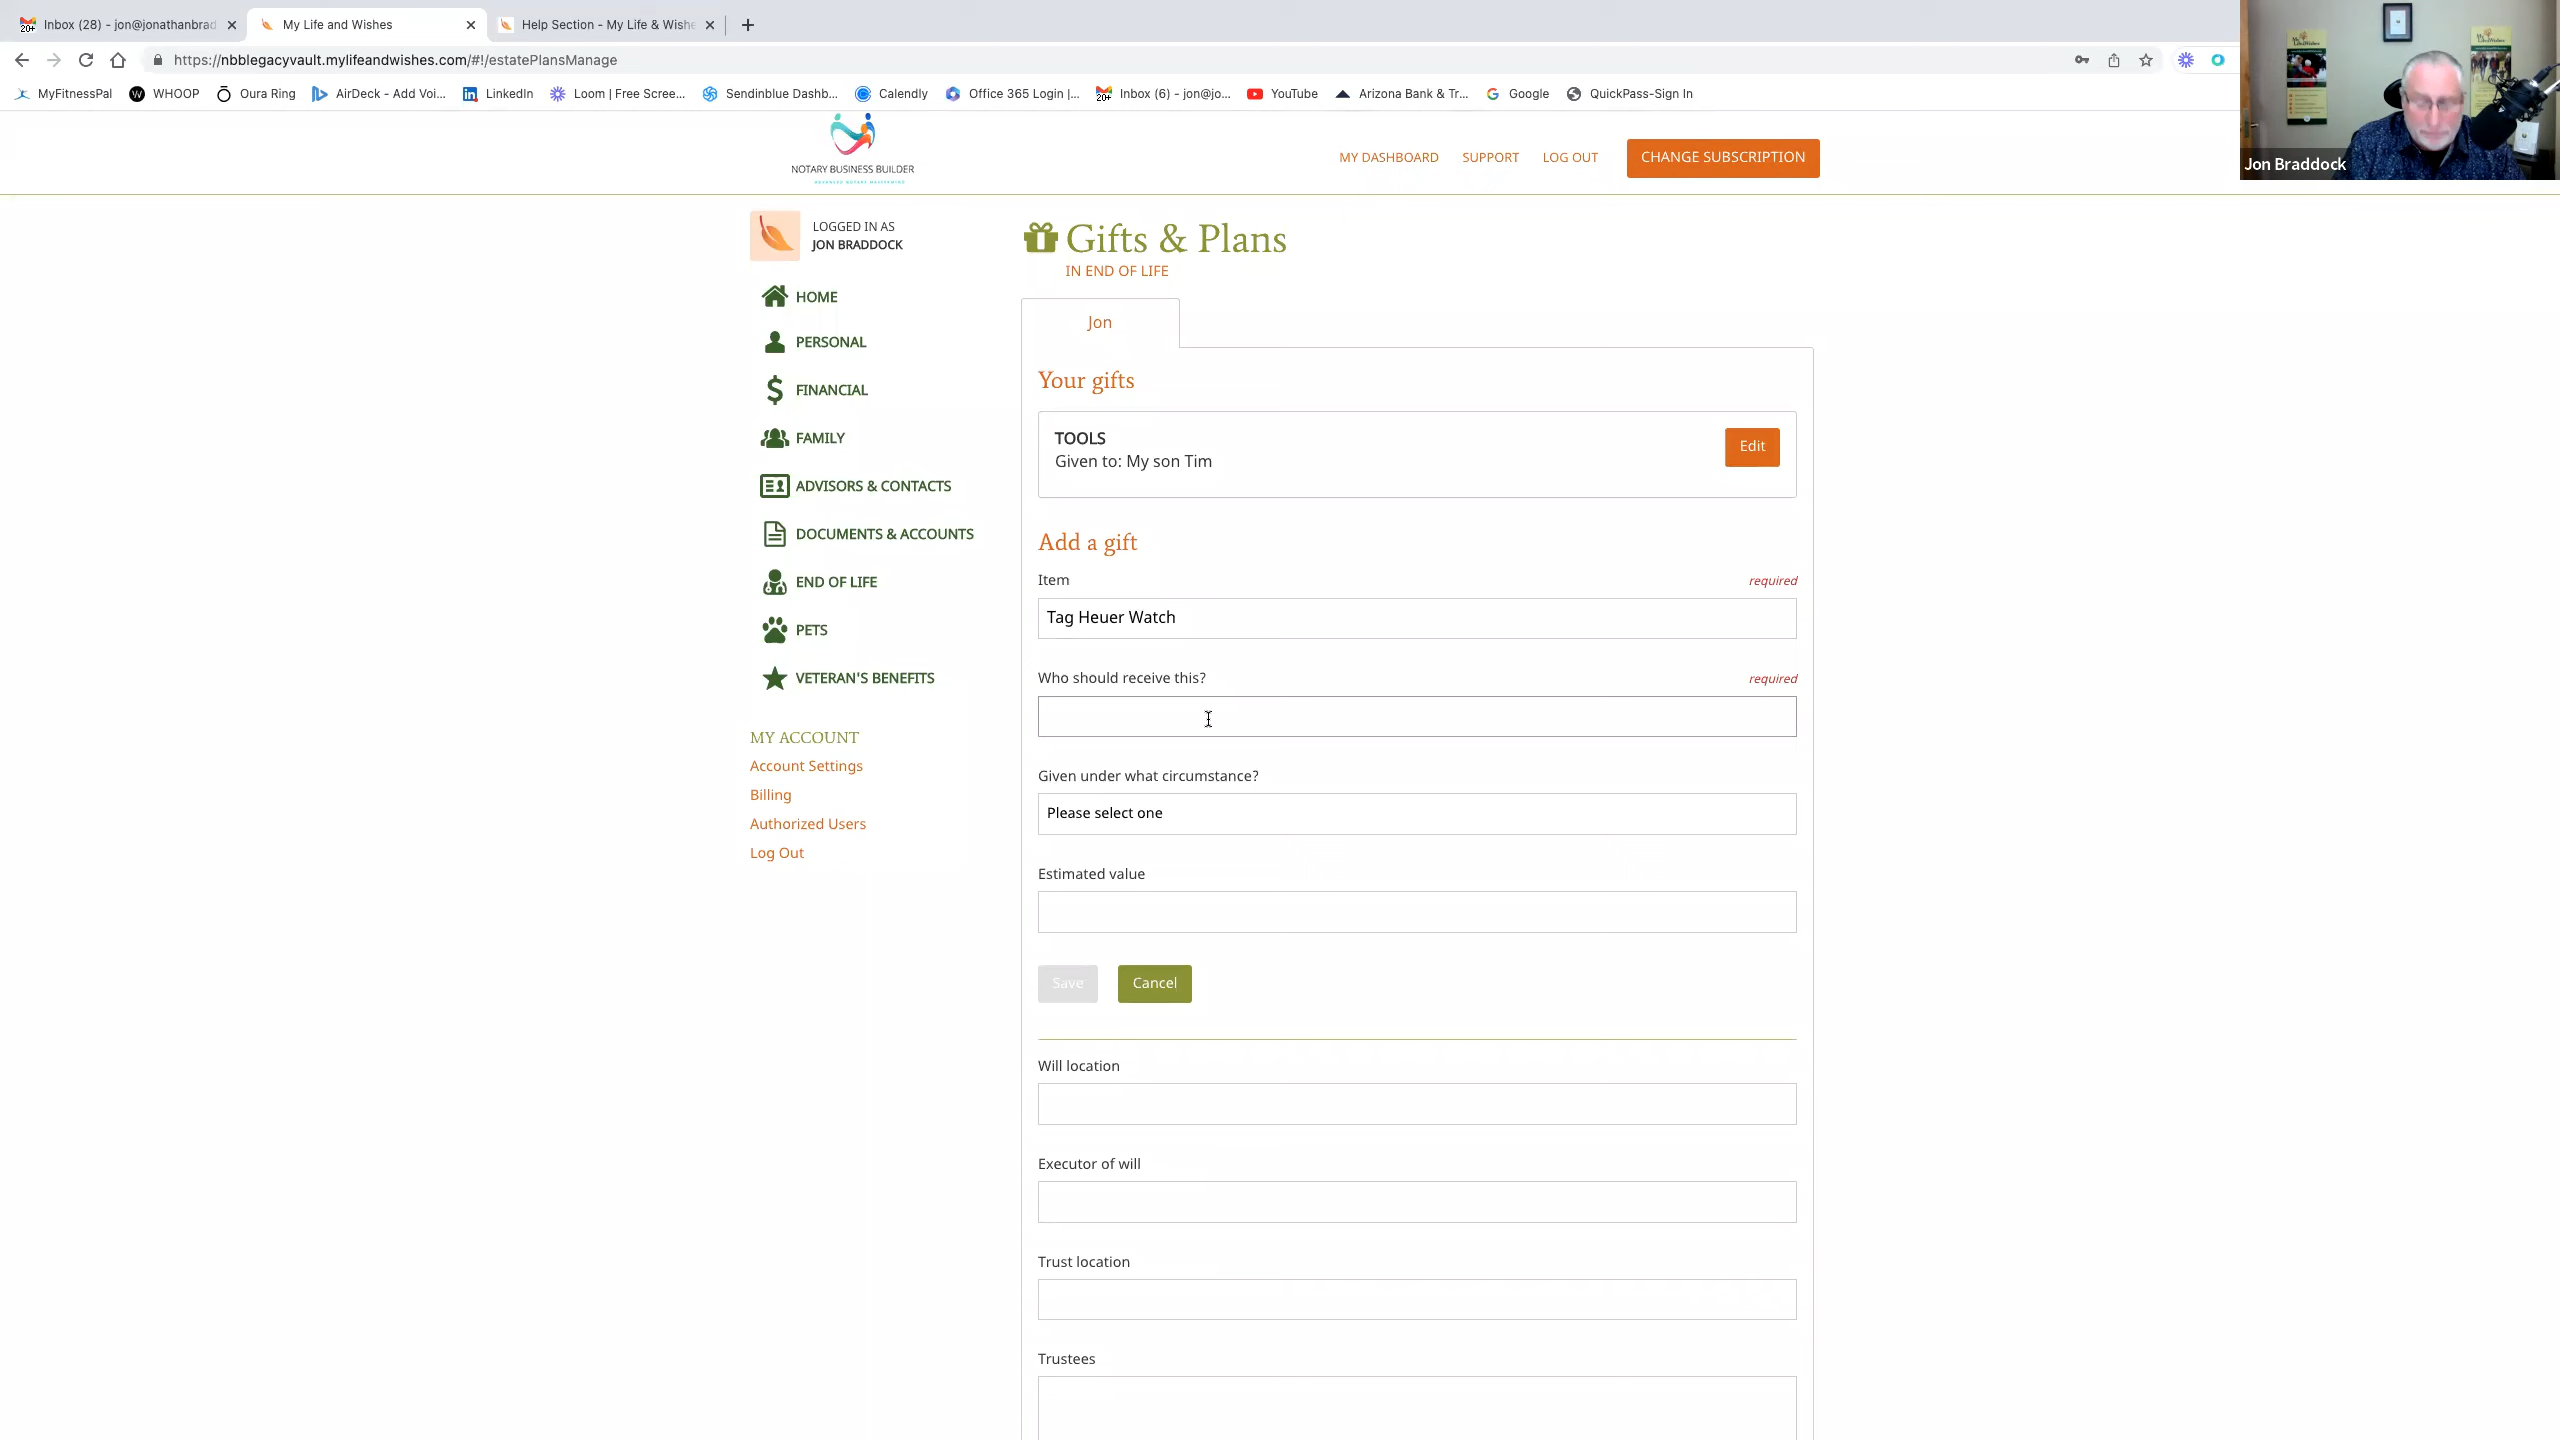 Inbox (28) - jon@jonathanbrad
My Life and Wishes
Help Section - My Life & Wishe
https://nbblegacyvault.mylifeandwishes.com/#!/estatePlansManage
MyFitnessPal
WHOOP
Oura Ring
AirDeck - Add Voi...
LinkedIn
Loom | Free Scree...
Sendinblue Dashb...
Calendly
Office 365 Login |...
Inbox (6) - jon@jo...
YouTube
Arizona Bank & Tr...
Google
QuickPass-Sign In
Jon Braddock
NOTARY BUSINESS BUILDER
MY DASHBOARD
SUPPORT
LOG OUT
CHANGE SUBSCRIPTION
LOGGED IN AS
JON BRADDOCK
HOME
PERSONAL
FINANCIAL
FAMILY
ADVISORS & CONTACTS
DOCUMENTS & ACCOUNTS
END OF LIFE
PETS
VETERAN'S BENEFITS
MY ACCOUNT
Account Settings
Billing
Authorized Users
Log Out
Gifts & Plans
IN END OF LIFE
Jon
Your gifts
TOOLS
Given to: My son Tim
Edit
Add a gift
Item
required
Tag Heuer Watch
Who should receive this?
required
Given under what circumstance?
Please select one
Estimated value
Save
Cancel
Will location
Executor of will
Trust location
Trustees